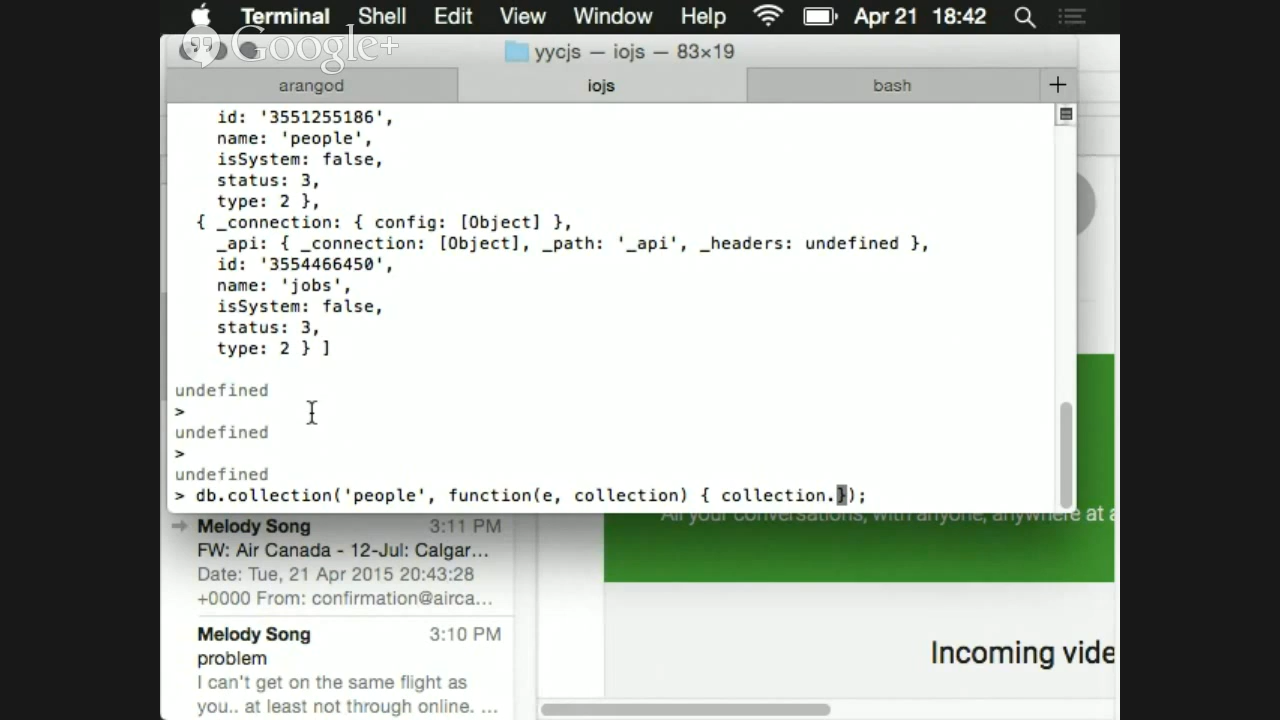 Terminal Shell Edit View Window Help Apr 21 18:42
Google+
yycjs — iojs — 83×19
arangod iojs bash +
id: '3551255186',
name: 'people',
isSystem: false,
status: 3,
type: 2 },
{ _connection: { config: [Object] },
_api: { _connection: [Object], _path: '_api', _headers: undefined },
id: '3554466450',
name: 'jobs',
isSystem: false,
status: 3,
type: 2 } ]
undefined
>
undefined
>
undefined
> db.collection('people', function(e, collection) { collection.});
Melody Song 3:11 PM
FW: Air Canada - 12-Jul: Calgar...
Date: Tue, 21 Apr 2015 20:43:28
+0000 From: confirmation@airca...
Melody Song 3:10 PM
problem
I can't get on the same flight as
you.. at least not through online. ...
All your conversations, with anyone, anywhere at a
Incoming vide